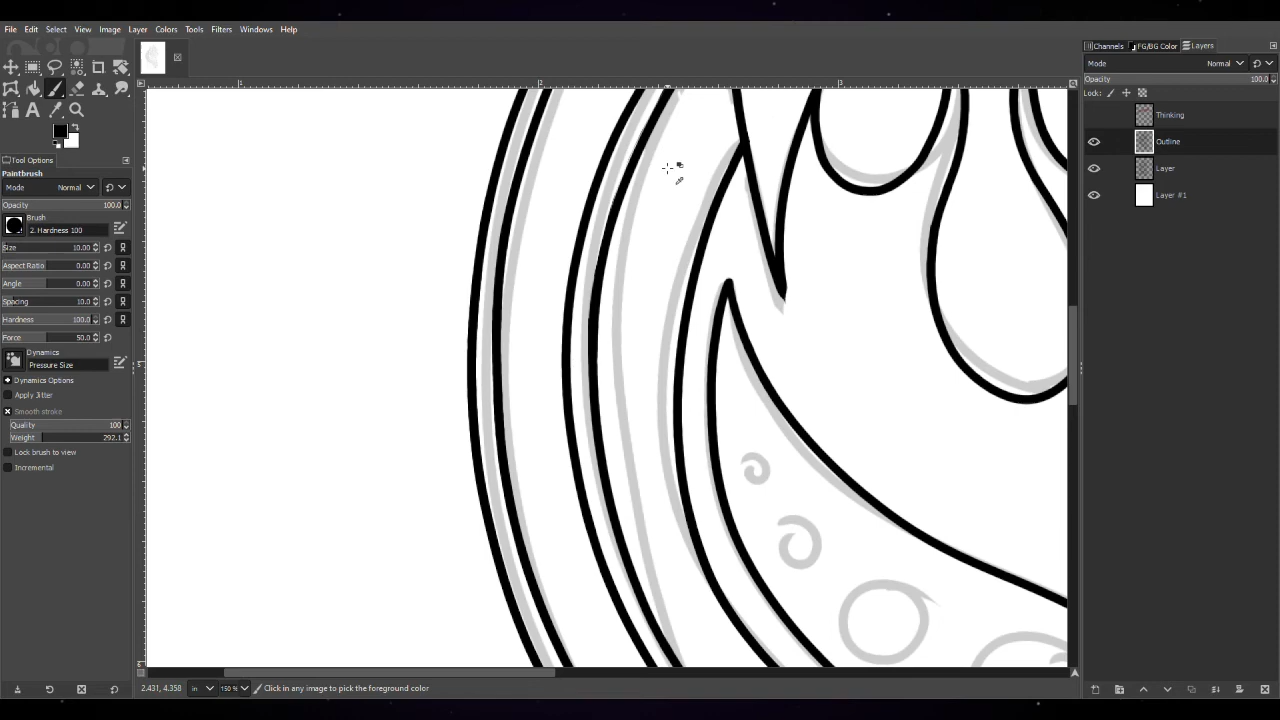 File Edit Select View Image Layer Colors Tools Filters Windows Help
Channels FG/BG Color Layers
Mode Normal
Opacity 100.0
Lock:
Thinking
Outline
Layer
Layer #1
1 2 3
Tool Options
Paintbrush
Mode Normal
Opacity 100.0
Brush
2. Hardness 100
Size 10.00
Aspect Ratio 0.00
Angle 0.00
Spacing 10.0
Hardness 100.0
Force 50.0
Dynamics
Pressure Size
Dynamics Options
Apply Jitter
Smooth stroke
Quality 100
Weight 292.1
Lock brush to view
Incremental
2.431, 4.358 in 150 % Click in any image to pick the foreground color